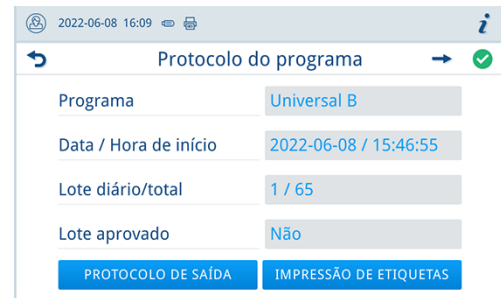 2022-06-08 16:09
i
Protocolo do programa
Programa Universal B
Data / Hora de início 2022-06-08 / 15:46:55
Lote diário/total 1 / 65
Lote aprovado Não
PROTOCOLO DE SAÍDA IMPRESSÃO DE ETIQUETAS